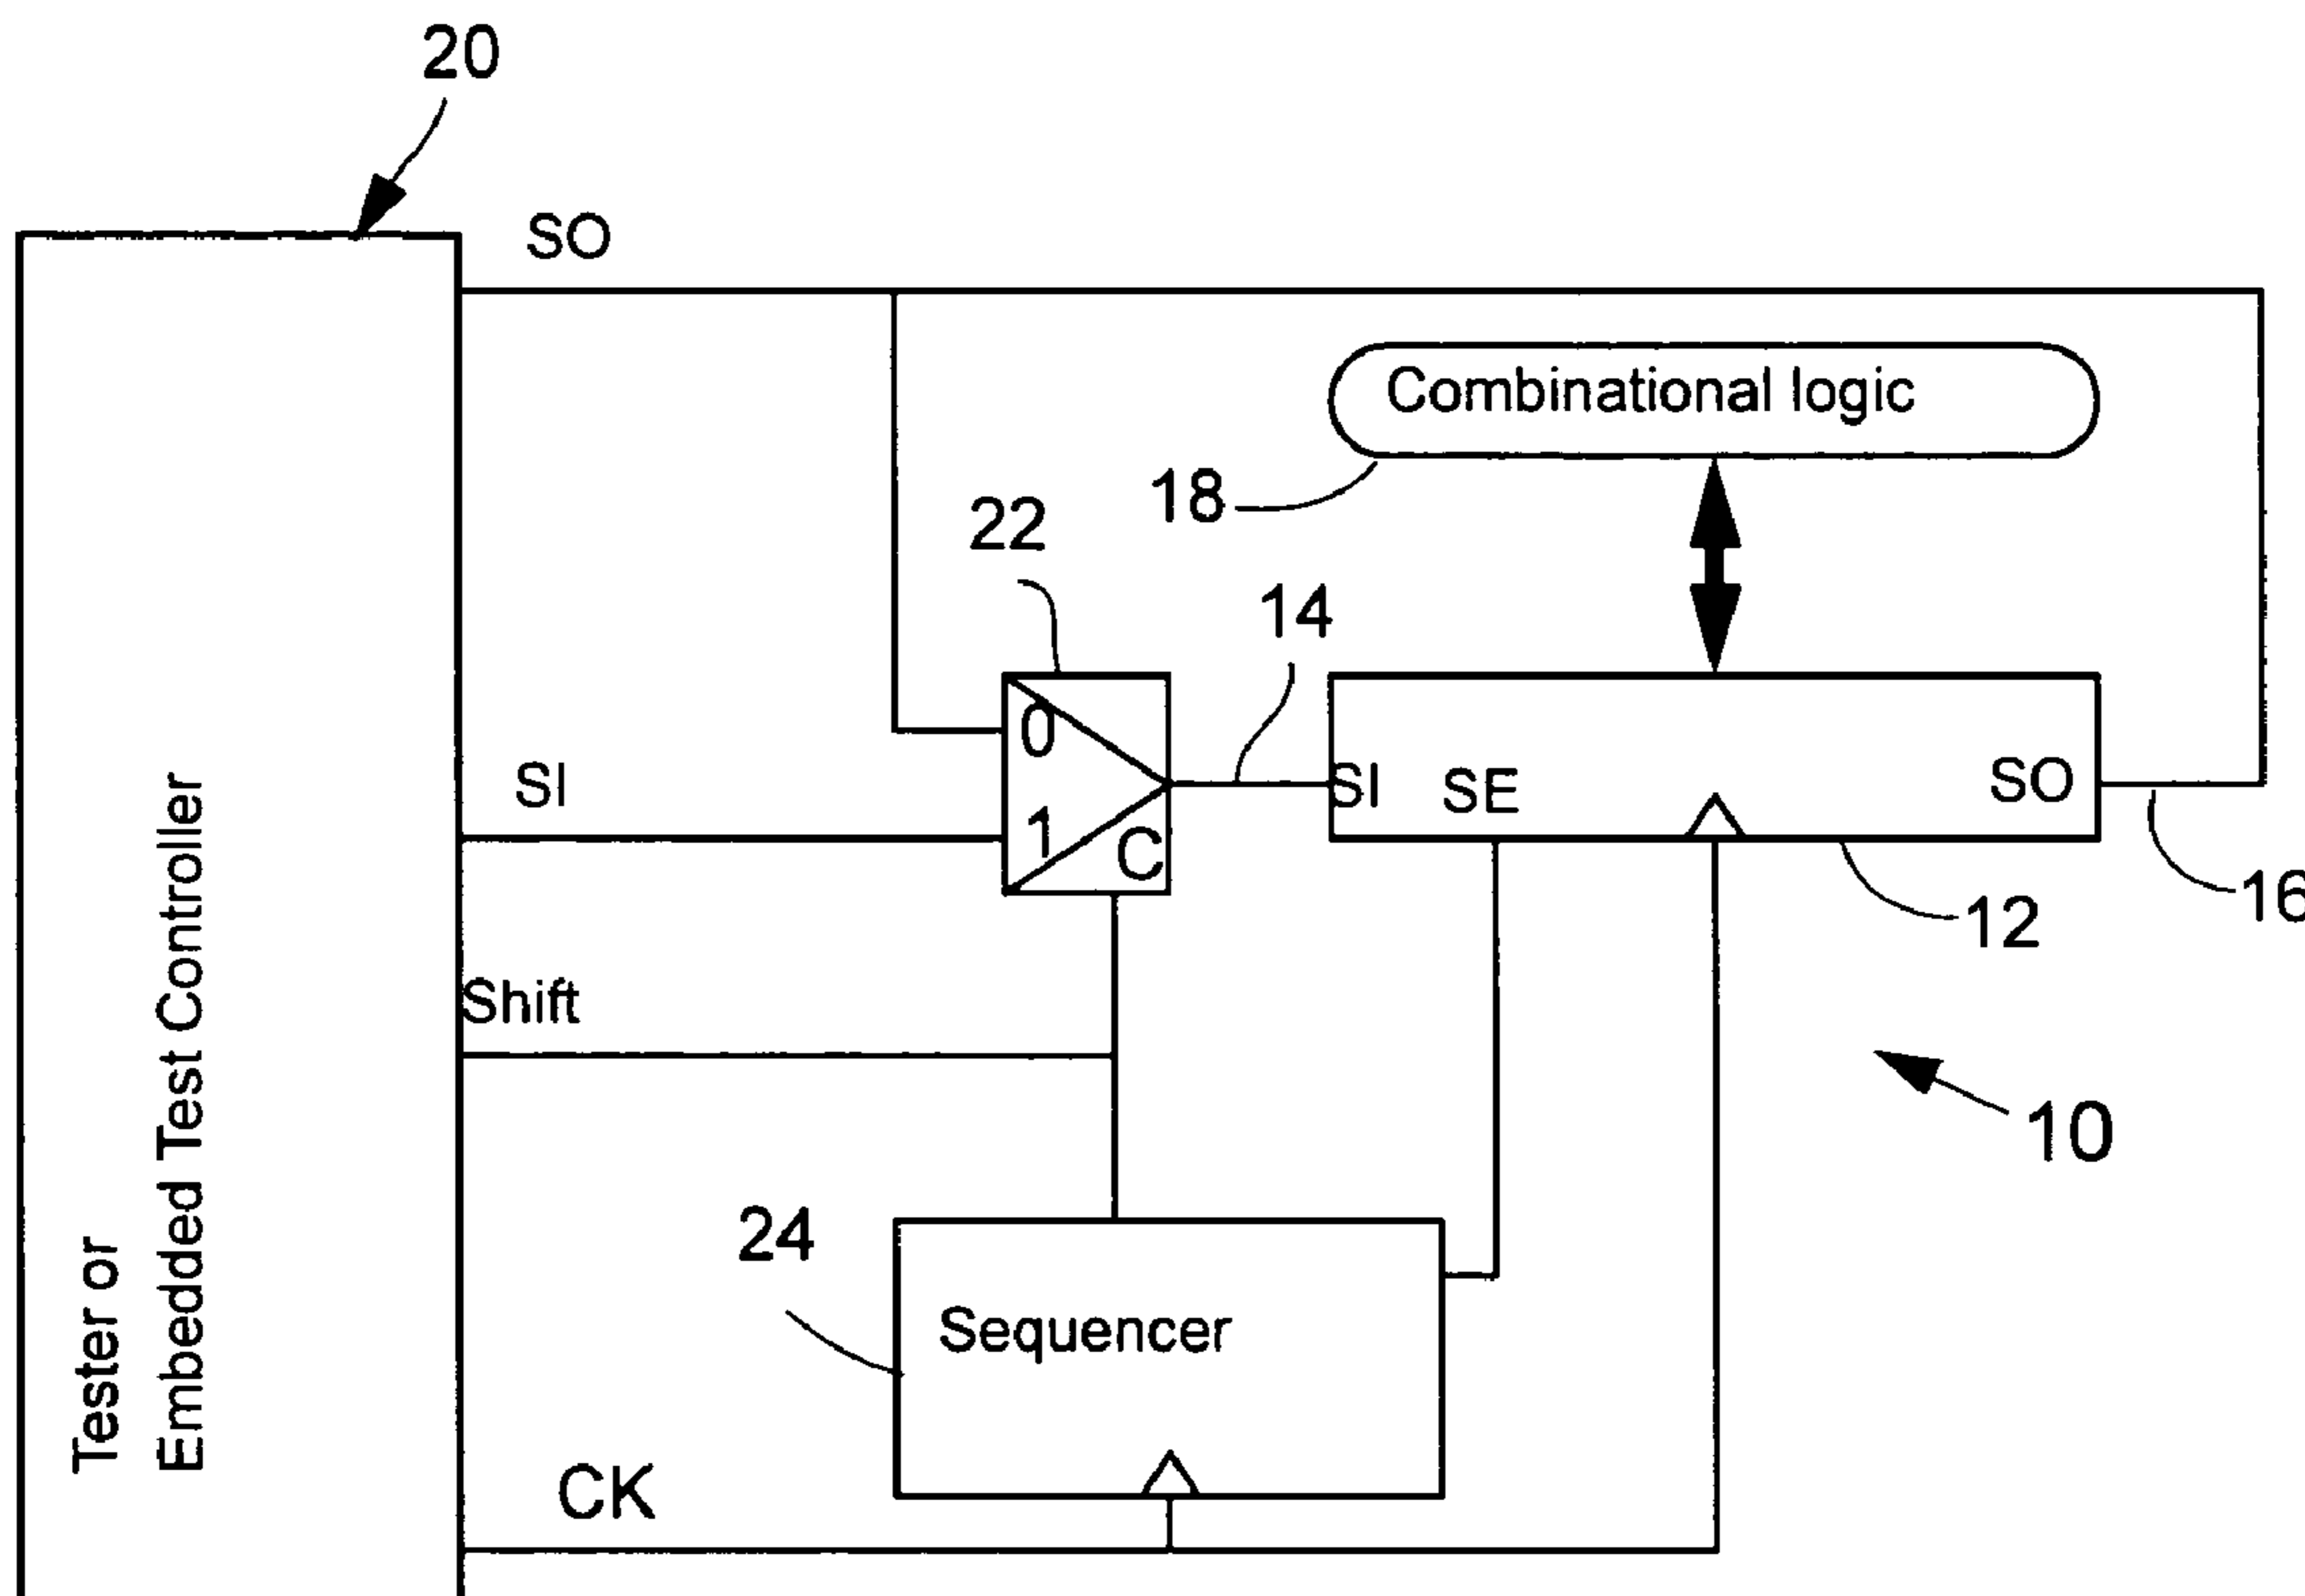 20
SO
Combinational logic
18
22
14
0
SI
1
C
SI
SE
SO
16
12
Shift
10
24
Sequencer
CK
Tester or
Embedded Test Controller